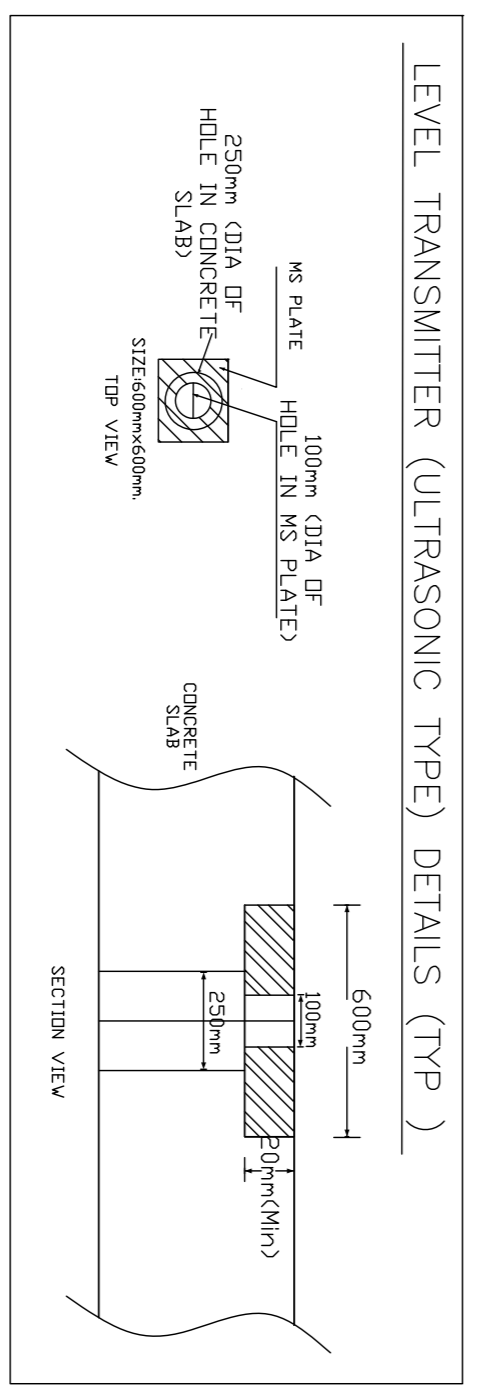 LEVEL TRANSMITTER (ULTRASONIC TYPE) DETAILS (TYP )
MS PLATE
100mm (DIA OF
HOLE IN MS PLATE)
250mm (DIA OF
HOLE IN CONCRETE
SLAB)
SIZE:600mmx600mm.
TOP VIEW
CONCRETE
SLAB
600mm
100mm
20mm(Min)
250mm
SECTION VIEW